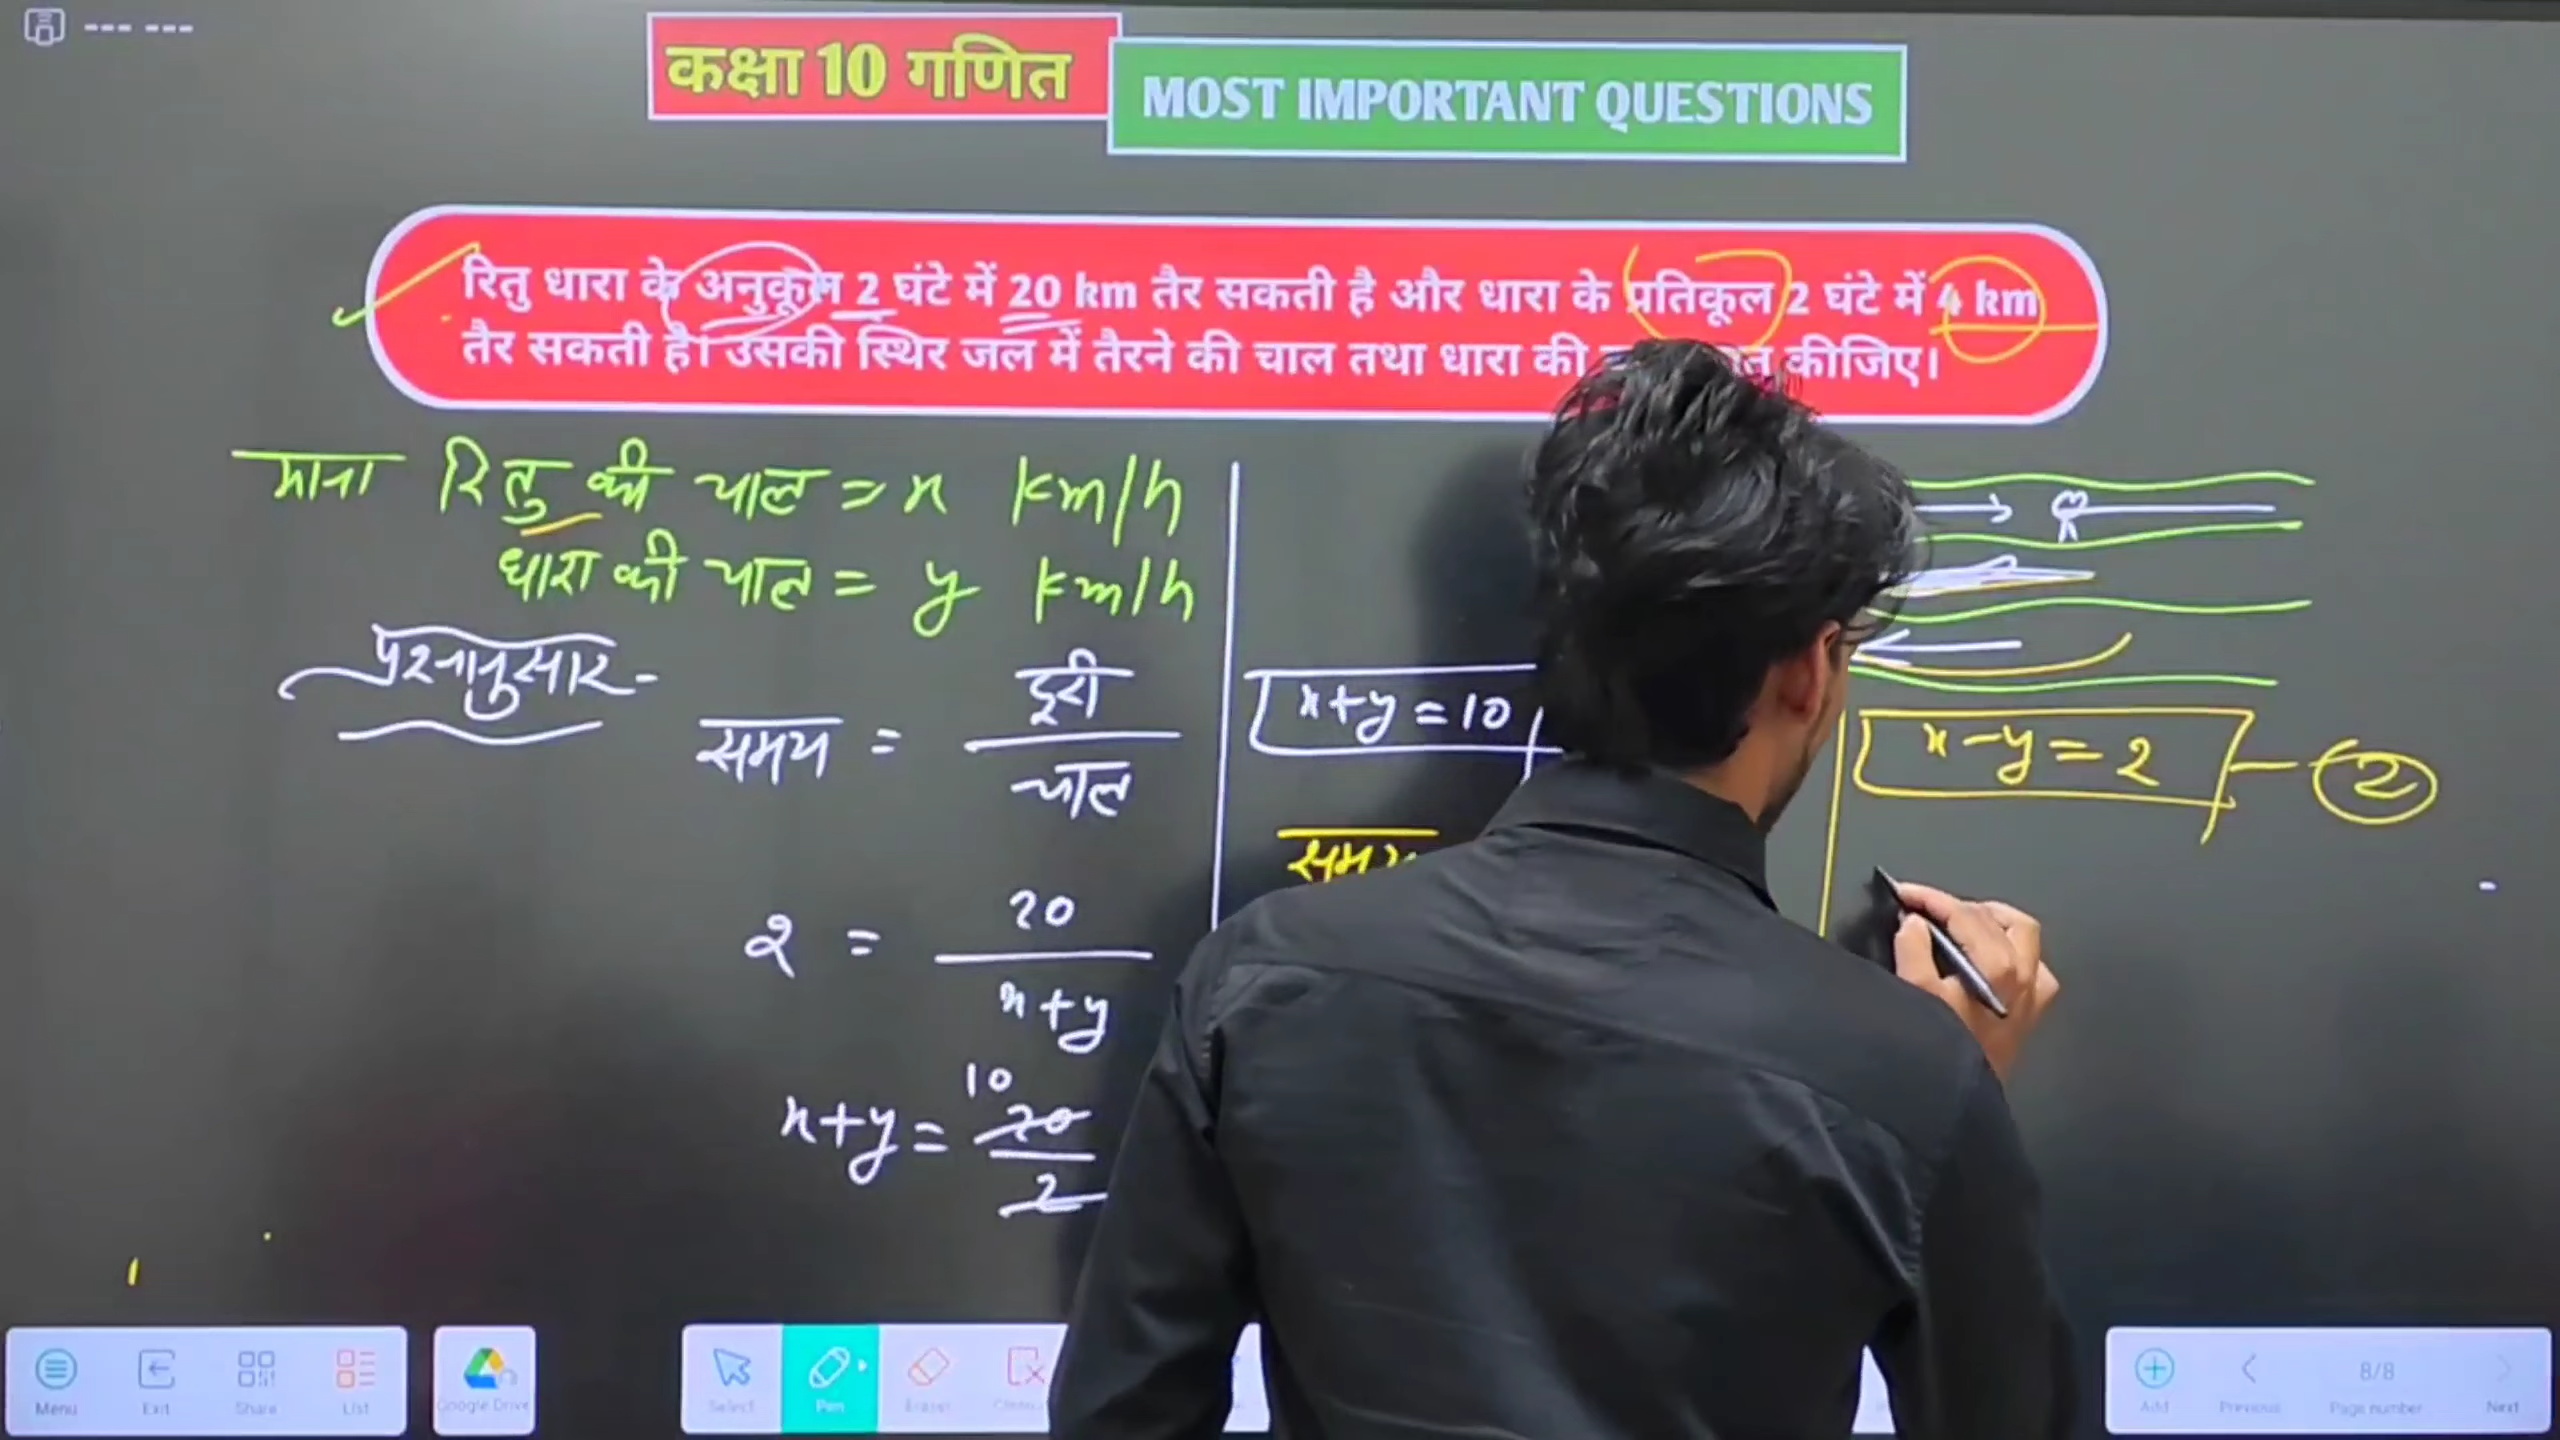 कक्षा 10 गणित
MOST IMPORTANT QUESTIONS
रितु धारा के अनुकूल 2 घंटे में 20 km तैर सकती है और धारा के प्रतिकूल 2 घंटे में 4 km
तैर सकती है। उसकी स्थिर जल में तैरने की चाल तथा धारा की कीजिए।
माना रितु की चाल = x km/h
धारा की चाल = y km/h
प्रश्नानुसार -
समय = दूरी / चाल
2 = 20 / x+y
x+y = 20 / 2
10
x+y = 10
समय
x-y = 2 — 2
Menu Exit Share List
Google Drive
Select Pen Eraser
Add Previous 8/8 Page number Next